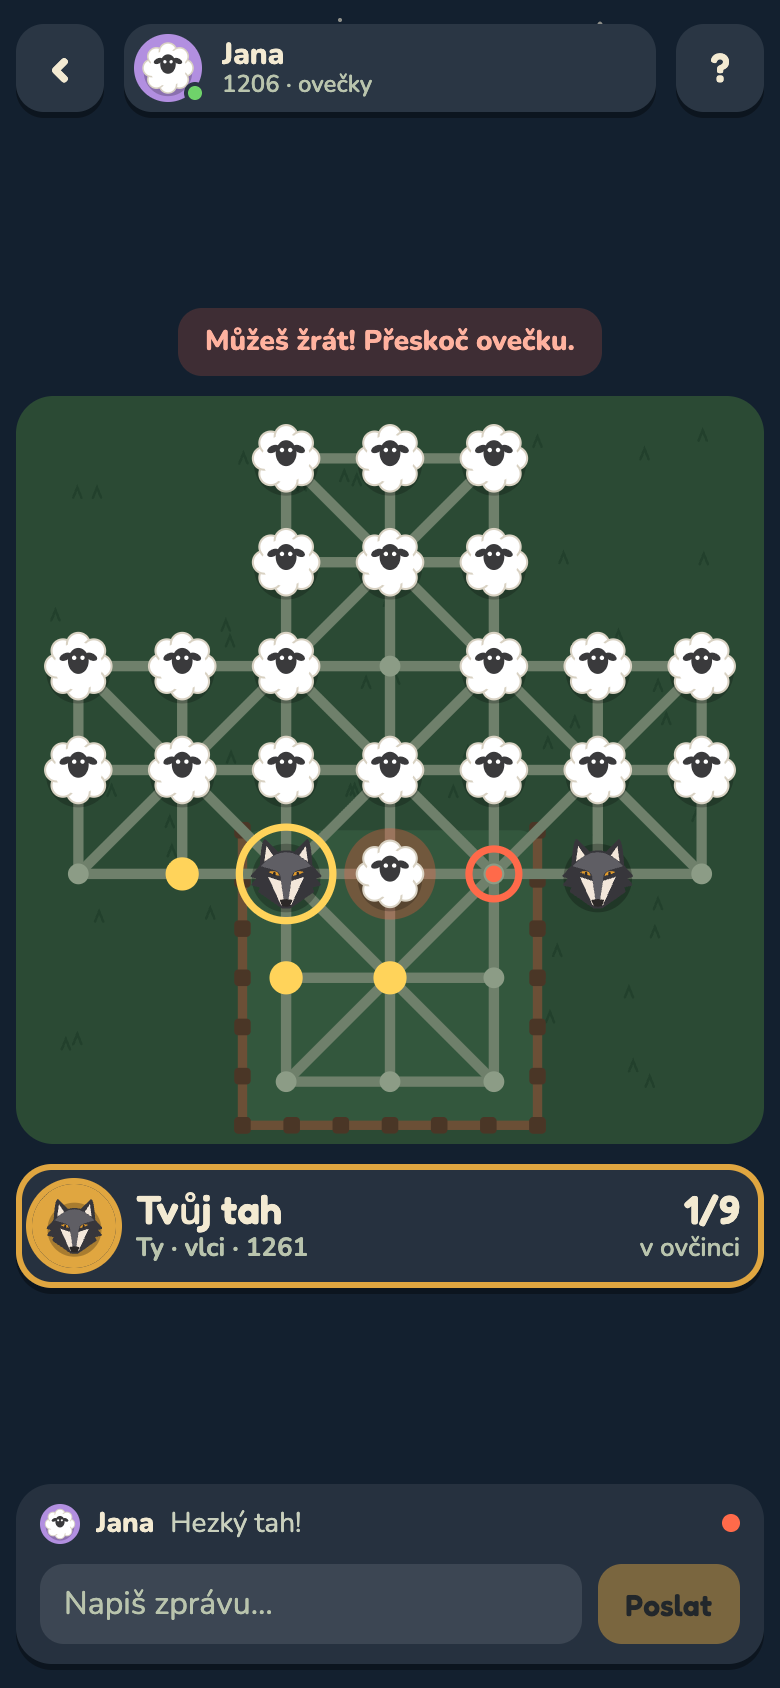 Jana
1206 · ovečky
?
Můžeš žrát! Přeskoč ovečku.
Tvůj tah
Ty · vlci · 1261
1/9
v ovčinci
Jana Hezký tah!
Napiš zprávu...
Poslat